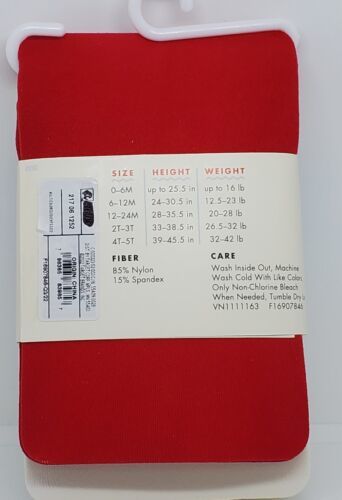 SIZE HEIGHT WEIGHT
0–6M up to 25.5 in up to 16 lb
6–12M 24–30.5 in 12.5–23 lb
12–24M 28–35.5 in 20–28 lb
2T–3T 33–38.5 in 26.5–32 lb
4T–5T 39–45.5 in 32–42 lb
FIBER
85% Nylon
15% Spandex
CARE
Wash Inside Out, Machine
Wash Cold With Like Color
Only Non-Chlorine Bleach
When Needed, Tumble Dry
VN1111163 F16907846
217 06 1252
ORIGIN: CHINA